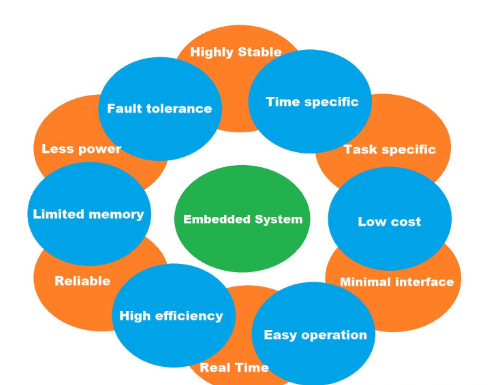 Highly Stable
Fault tolerance
Time specific
Less power
Task specific
Limited memory
Embedded System
Low cost
Reliable
Minimal interface
High efficiency
Easy operation
Real Time